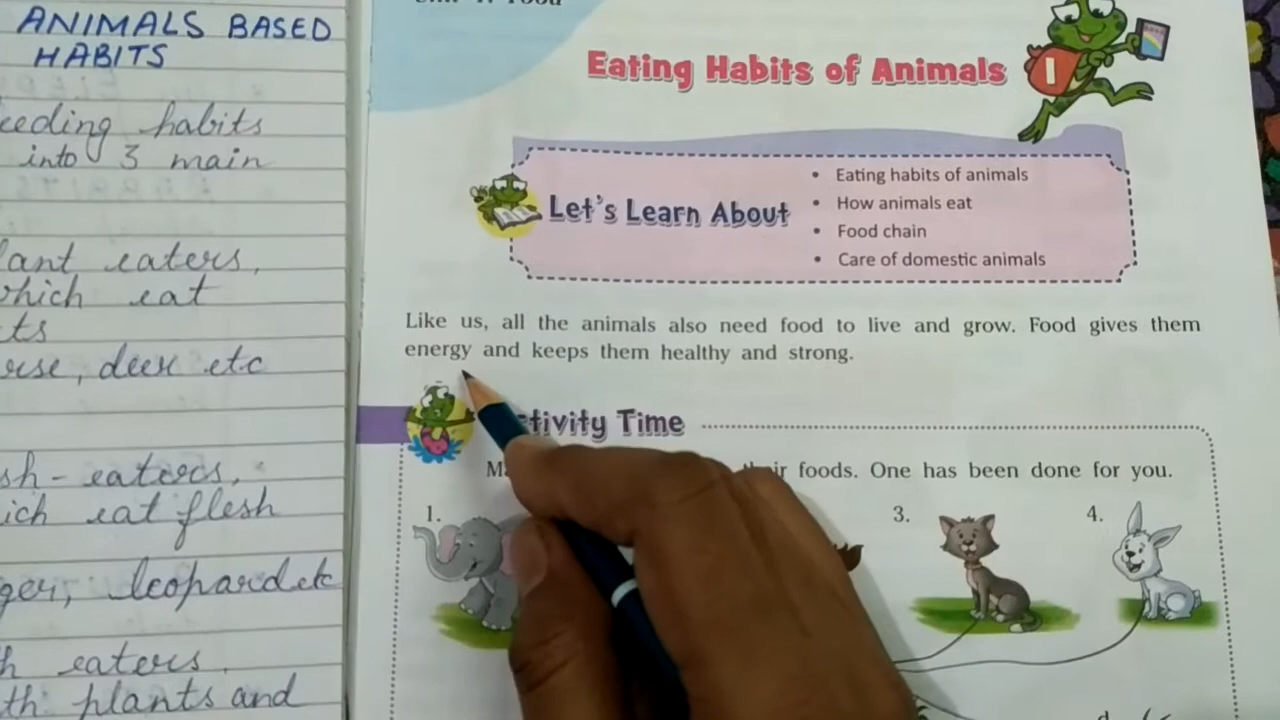 ANIMALS BASED
HABITS
eeding habits
into 3 main
lant eaters,
which eat
ts
rse, deer etc
sh-eaters,
ich eat flesh
ger, leopard etc
h eaters.
th plants and
Eating Habits of Animals
1
Let's Learn About
• Eating habits of animals
• How animals eat
• Food chain
• Care of domestic animals
Like us, all the animals also need food to live and grow. Food gives them
energy and keeps them healthy and strong.
ctivity Time
M their foods. One has been done for you.
1.
3.
4.
d.